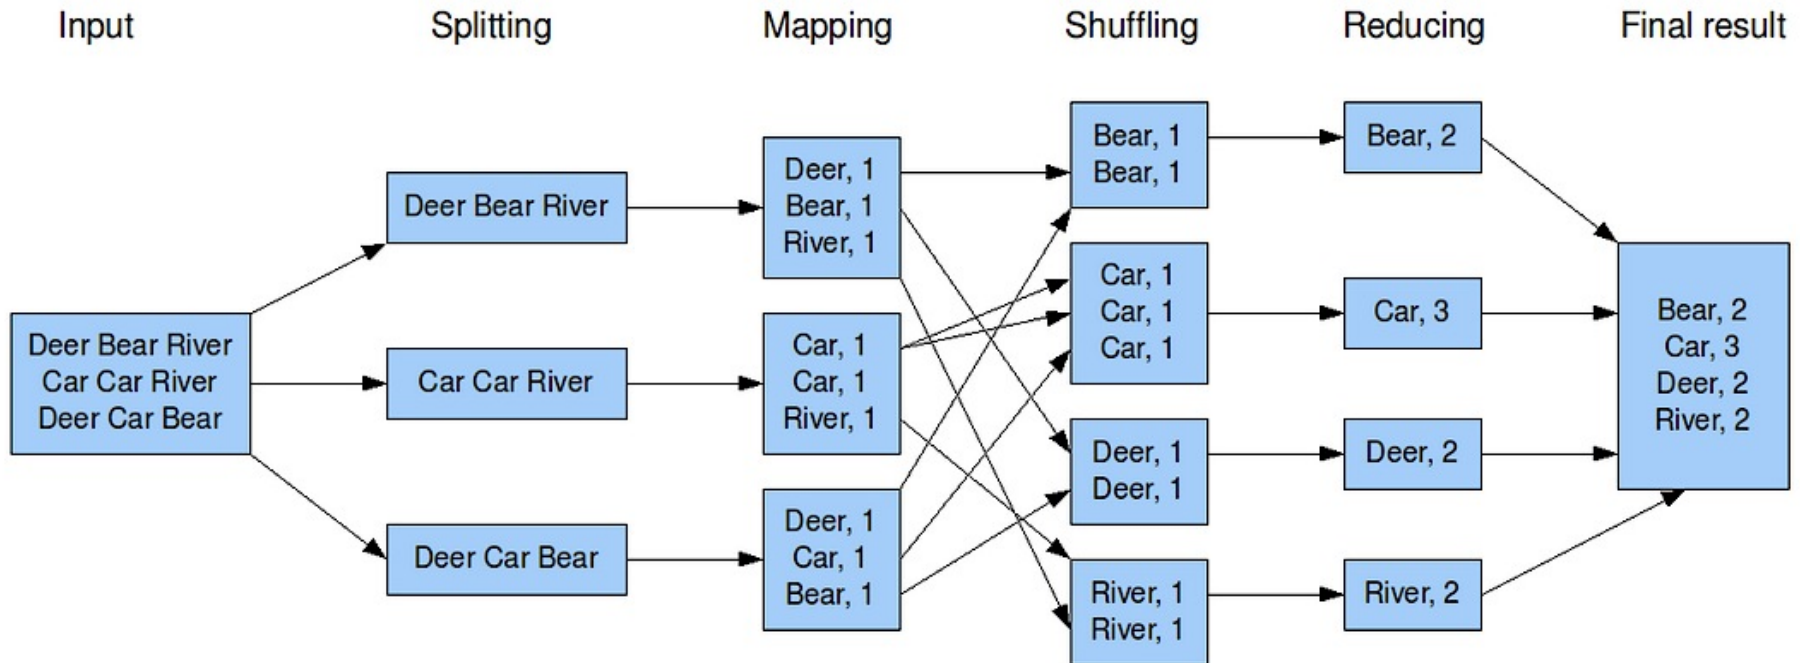 Input
Splitting
Mapping
Shuffling
Reducing
Final result
Deer Bear River
Car Car River
Deer Car Bear
Deer Bear River
Car Car River
Deer Car Bear
Deer, 1
Bear, 1
River, 1
Car, 1
Car, 1
River, 1
Deer, 1
Car, 1
Bear, 1
Bear, 1
Bear, 1
Car, 1
Car, 1
Car, 1
Deer, 1
Deer, 1
River, 1
River, 1
Bear, 2
Car, 3
Deer, 2
River, 2
Bear, 2
Car, 3
Deer, 2
River, 2